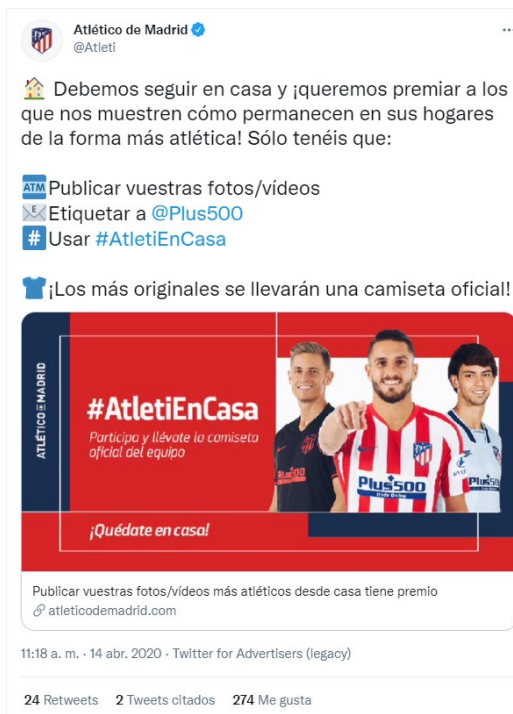 Atlético de Madrid
@Atleti
Debemos seguir en casa y ¡queremos premiar a los
que nos muestren cómo permanecen en sus hogares
de la forma más atlética! Sólo tenéis que:
ATM Publicar vuestras fotos/vídeos
E Etiquetar a @Plus500
# Usar #AtletiEnCasa
¡Los más originales se llevarán una camiseta oficial!
ATLÉTICO DE MADRID
#AtletiEnCasa
Participa y llévate la camiseta
oficial del equipo
¡Quédate en casa!
Plus500
Plus500
Trade Online
Plus50
Publicar vuestras fotos/vídeos más atléticos desde casa tiene premio
atleticodemadrid.com
11:18 a. m. · 14 abr. 2020 · Twitter for Advertisers (legacy)
24 Retweets 2 Tweets citados 274 Me gusta